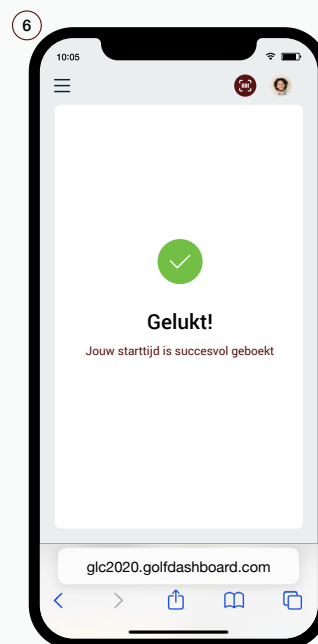 6
10:05
Gelukt!
Jouw starttijd is succesvol geboekt
glc2020.golfdashboard.com